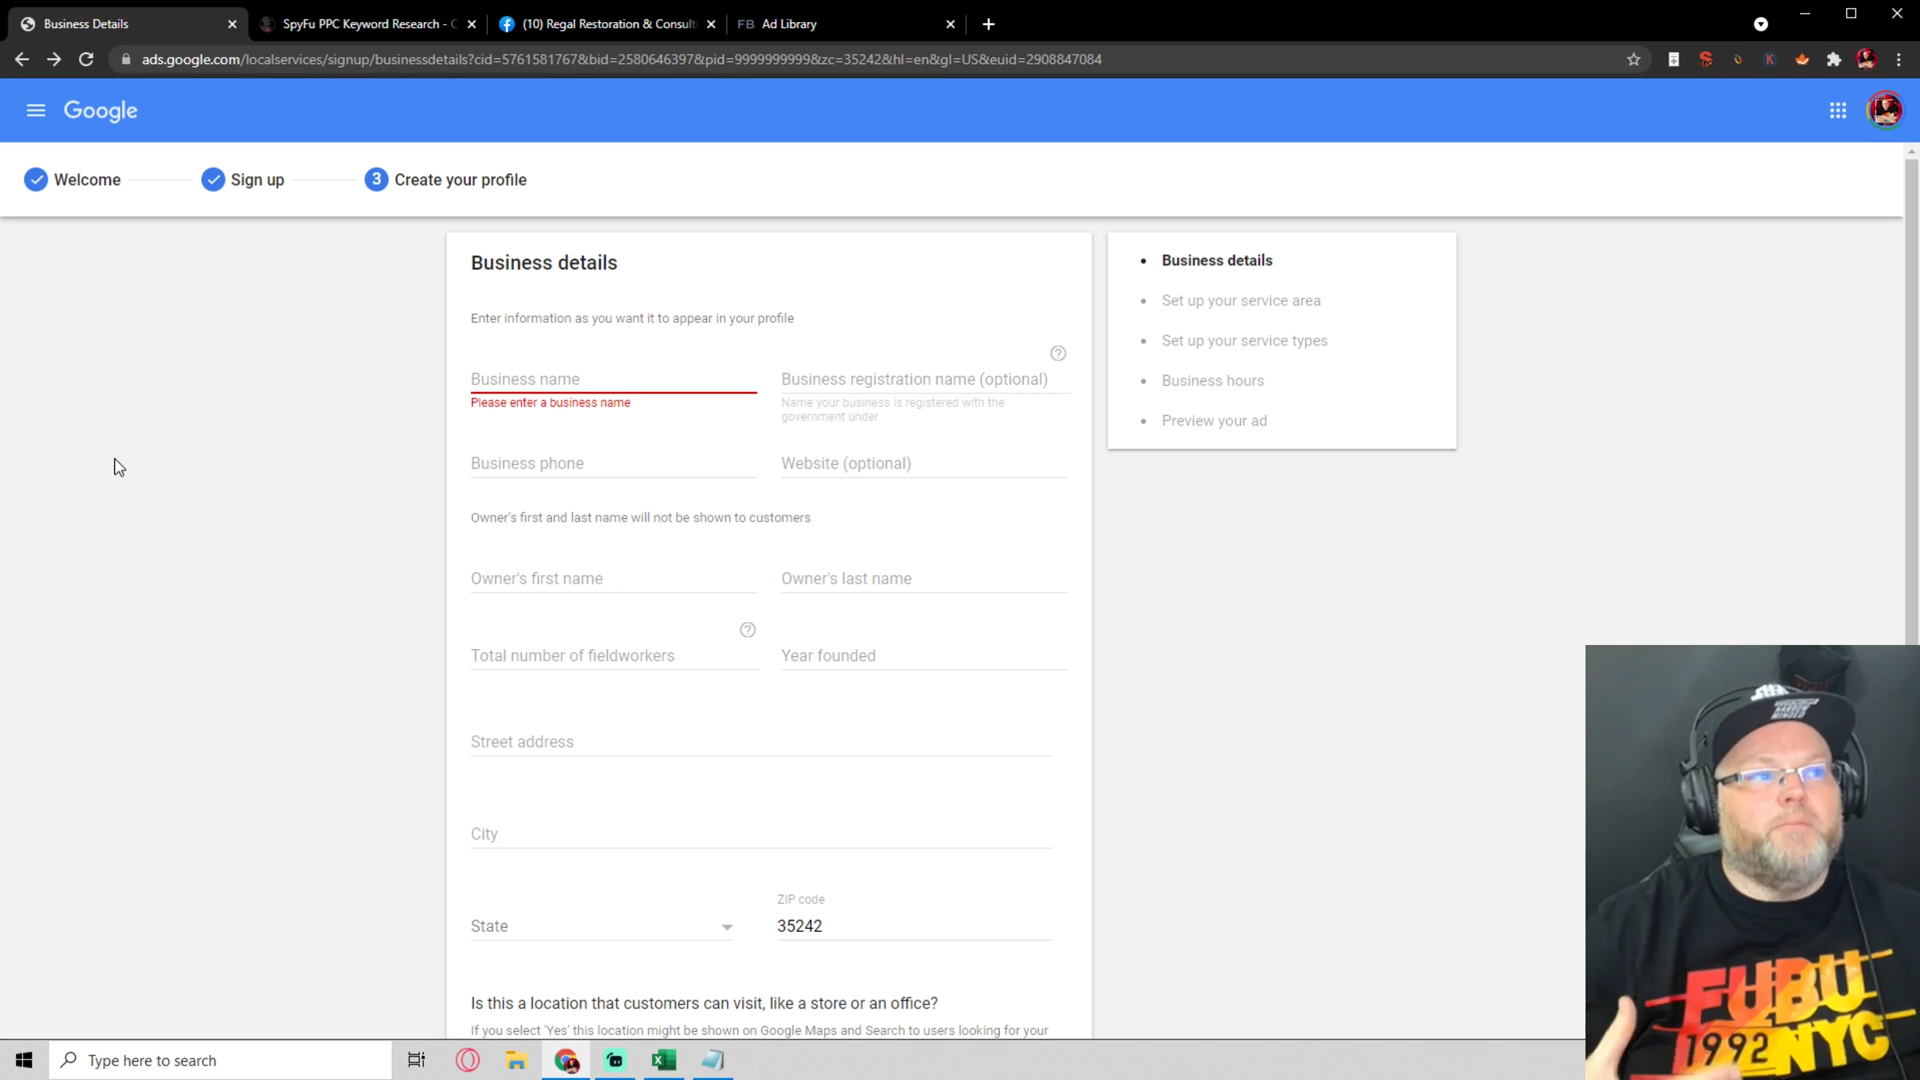 Business Details
SpyFu PPC Keyword Research - C
(10) Regal Restoration & Consult
FB Ad Library
ads.google.com/localservices/signup/businessdetails?cid=5761581767&bid=2580646397&pid=9999999999&zc=35242&hl=en&gl=US&euid=2908847084
Google
Welcome
Sign up
3 Create your profile
Business details
Enter information as you want it to appear in your profile
Business name
Please enter a business name
Business registration name (optional)
Name your business is registered with the
government under
Business phone
Website (optional)
Owner's first and last name will not be shown to customers
Owner's first name
Owner's last name
Total number of fieldworkers
Year founded
Street address
City
State
ZIP code
35242
Is this a location that customers can visit, like a store or an office?
If you select 'Yes' this location might be shown on Google Maps and Search to users looking for your
Business details
Set up your service area
Set up your service types
Business hours
Preview your ad
FUBU
1992 NYC
Type here to search